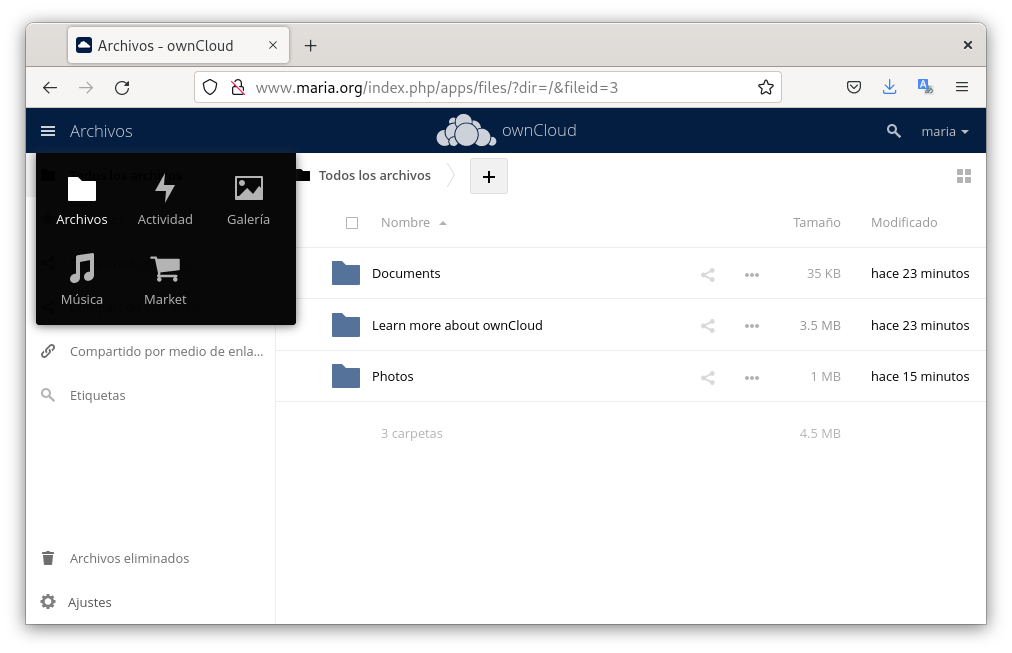 Archivos - ownCloud
www.maria.org/index.php/apps/files/?dir=/&fileid=3
Archivos
ownCloud
maria
Archivos
Actividad
Galería
Música
Market
Compartido por medio de enla...
Etiquetas
Archivos eliminados
Ajustes
Todos los archivos
Nombre
Tamaño
Modificado
Documents
35 KB
hace 23 minutos
Learn more about ownCloud
3.5 MB
hace 23 minutos
Photos
1 MB
hace 15 minutos
3 carpetas
4.5 MB